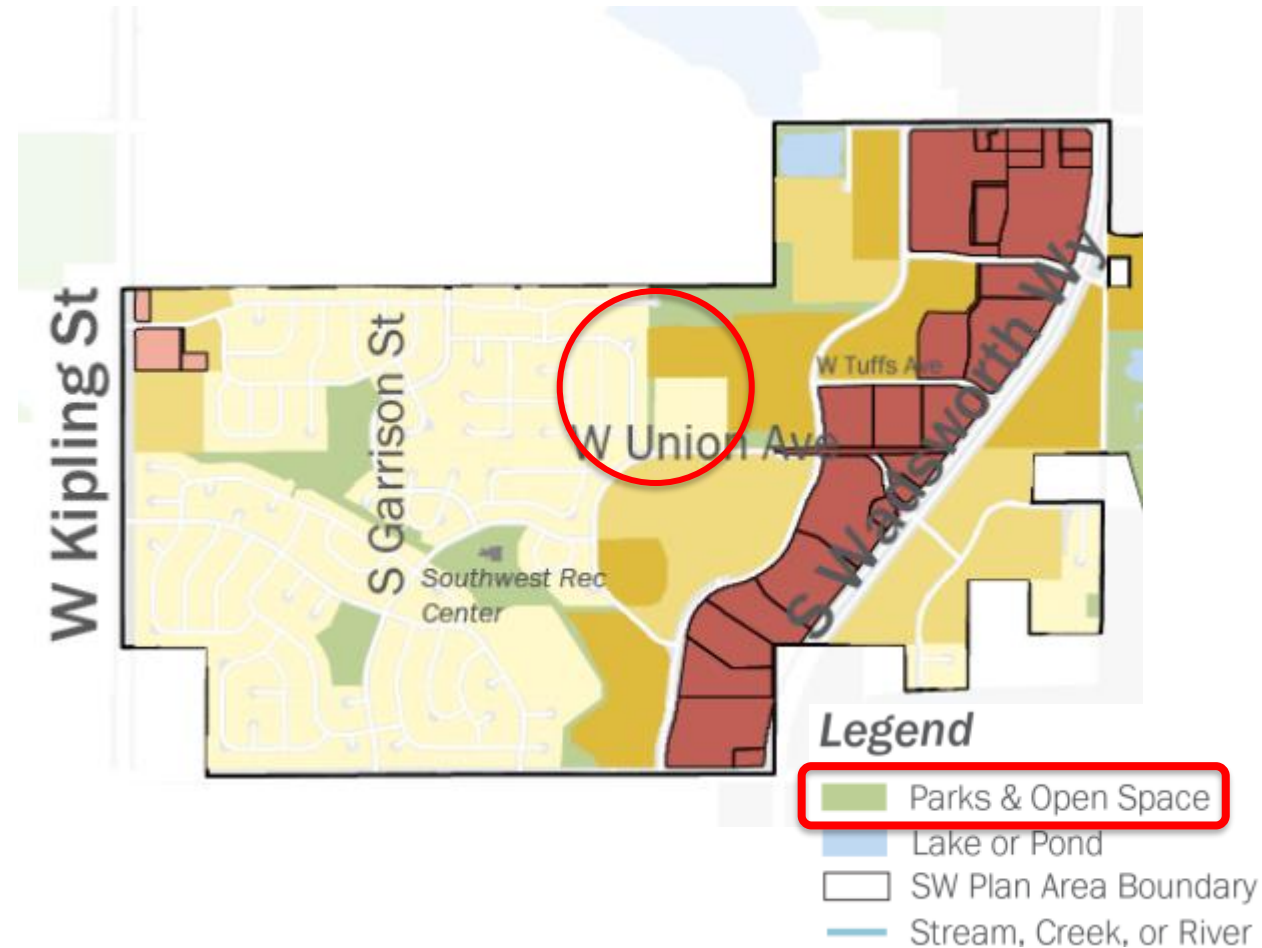 W Kipling St
S Garrison St
W Tuffs Ave
W Union Ave
S Wadsworth Wy
Southwest Rec
Center
Legend
Parks & Open Space
Lake or Pond
SW Plan Area Boundary
Stream, Creek, or River